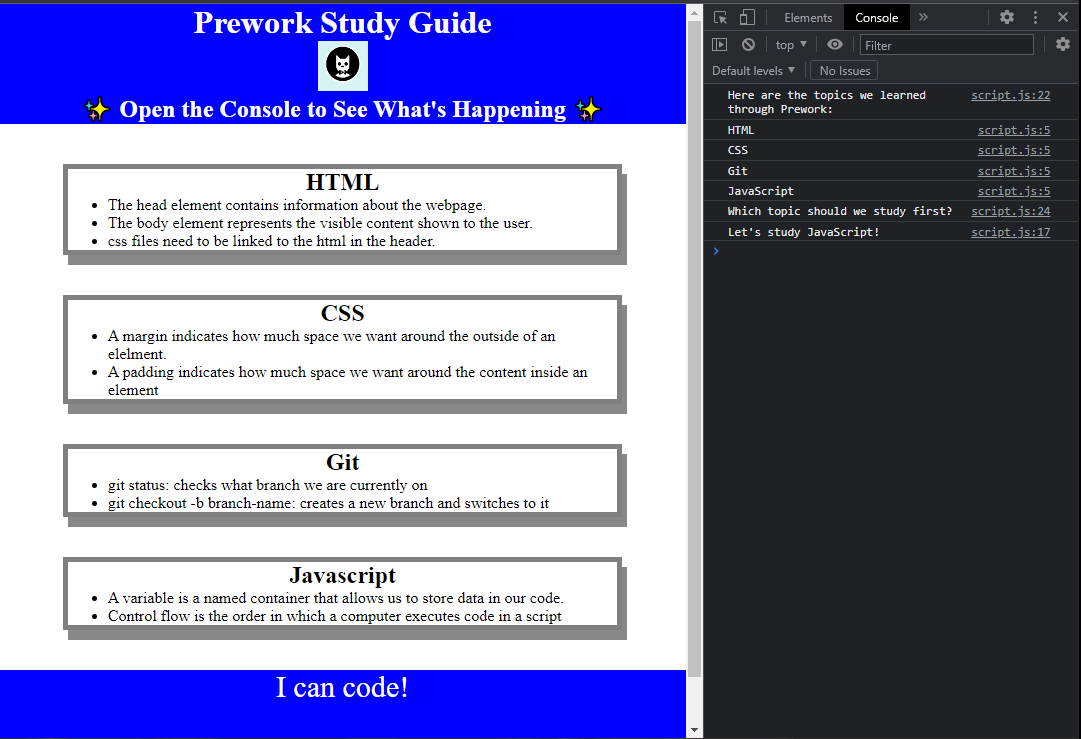 Prework Study Guide
✨ Open the Console to See What's Happening ✨
HTML
The head element contains information about the webpage.
The body element represents the visible content shown to the user.
css files need to be linked to the html in the header.
CSS
A margin indicates how much space we want around the outside of an
elelment.
A padding indicates how much space we want around the content inside an
element
Git
git status: checks what branch we are currently on
git checkout -b branch-name: creates a new branch and switches to it
Javascript
A variable is a named container that allows us to store data in our code.
Control flow is the order in which a computer executes code in a script
I can code!
Elements Console
top Filter
Default levels No Issues
Here are the topics we learned script.js:22
through Prework:
HTML script.js:5
CSS script.js:5
Git script.js:5
JavaScript script.js:5
Which topic should we study first? script.js:24
Let's study JavaScript! script.js:17